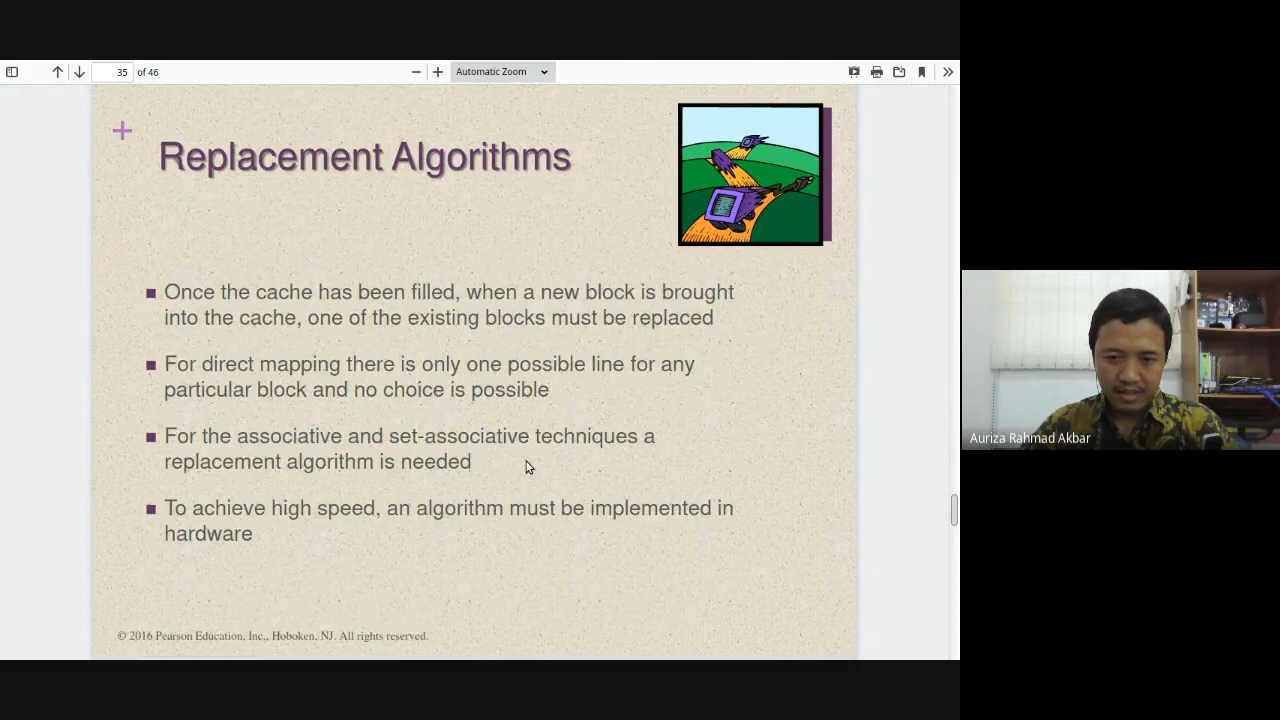 35 of 46
Automatic Zoom
+
Replacement Algorithms
Once the cache has been filled, when a new block is brought
into the cache, one of the existing blocks must be replaced
For direct mapping there is only one possible line for any
particular block and no choice is possible
For the associative and set-associative techniques a
replacement algorithm is needed
To achieve high speed, an algorithm must be implemented in
hardware
© 2016 Pearson Education, Inc., Hoboken, NJ. All rights reserved.
Auriza Rahmad Akbar